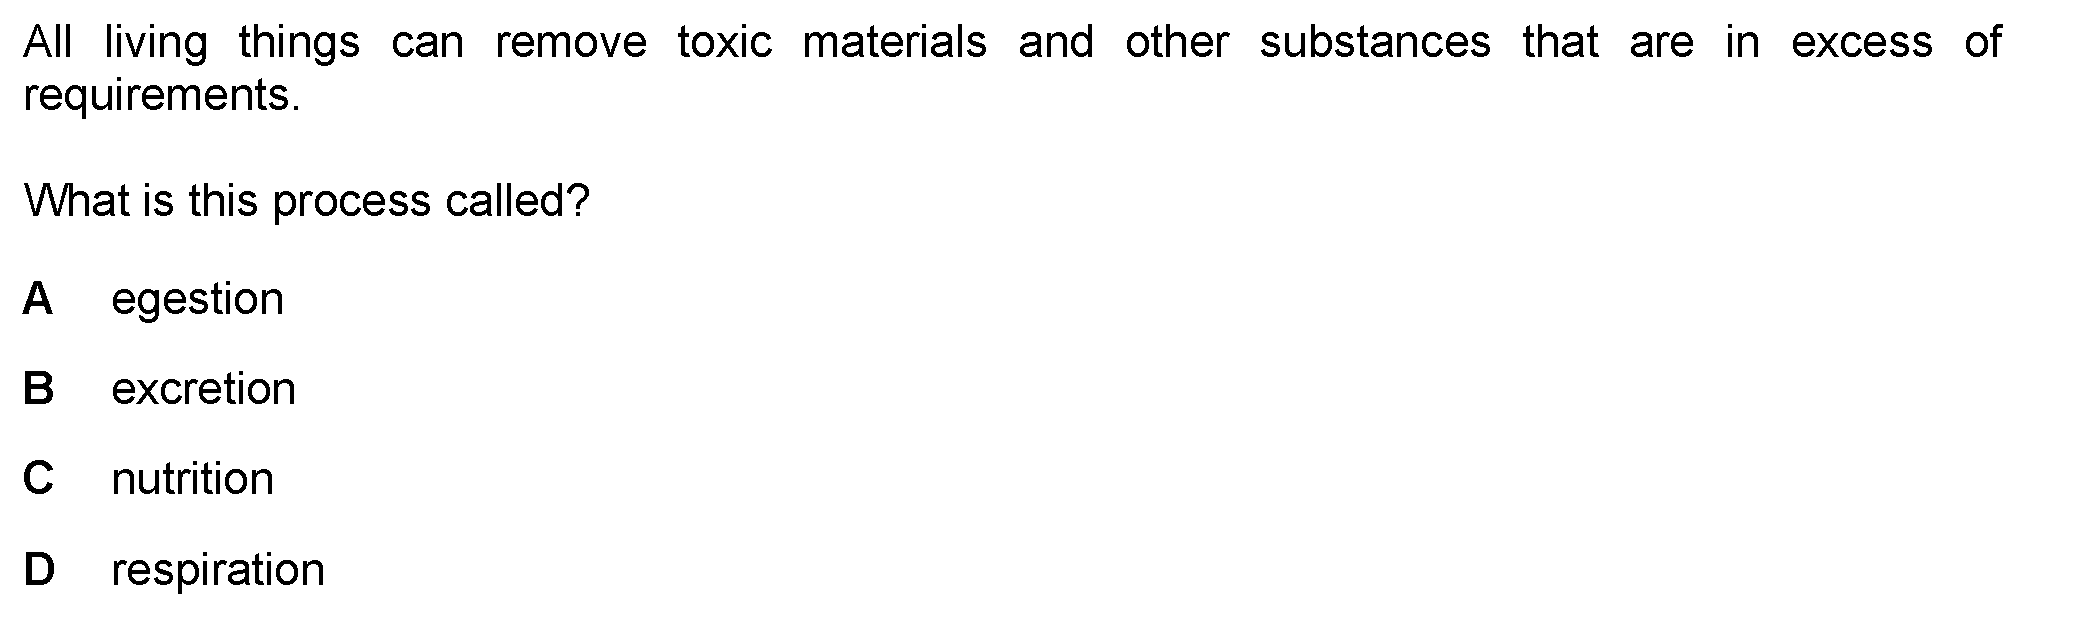 All living things can remove toxic materials and other substances that are in excess of
requirements.
What is this process called?
A egestion
B excretion
C nutrition
D respiration